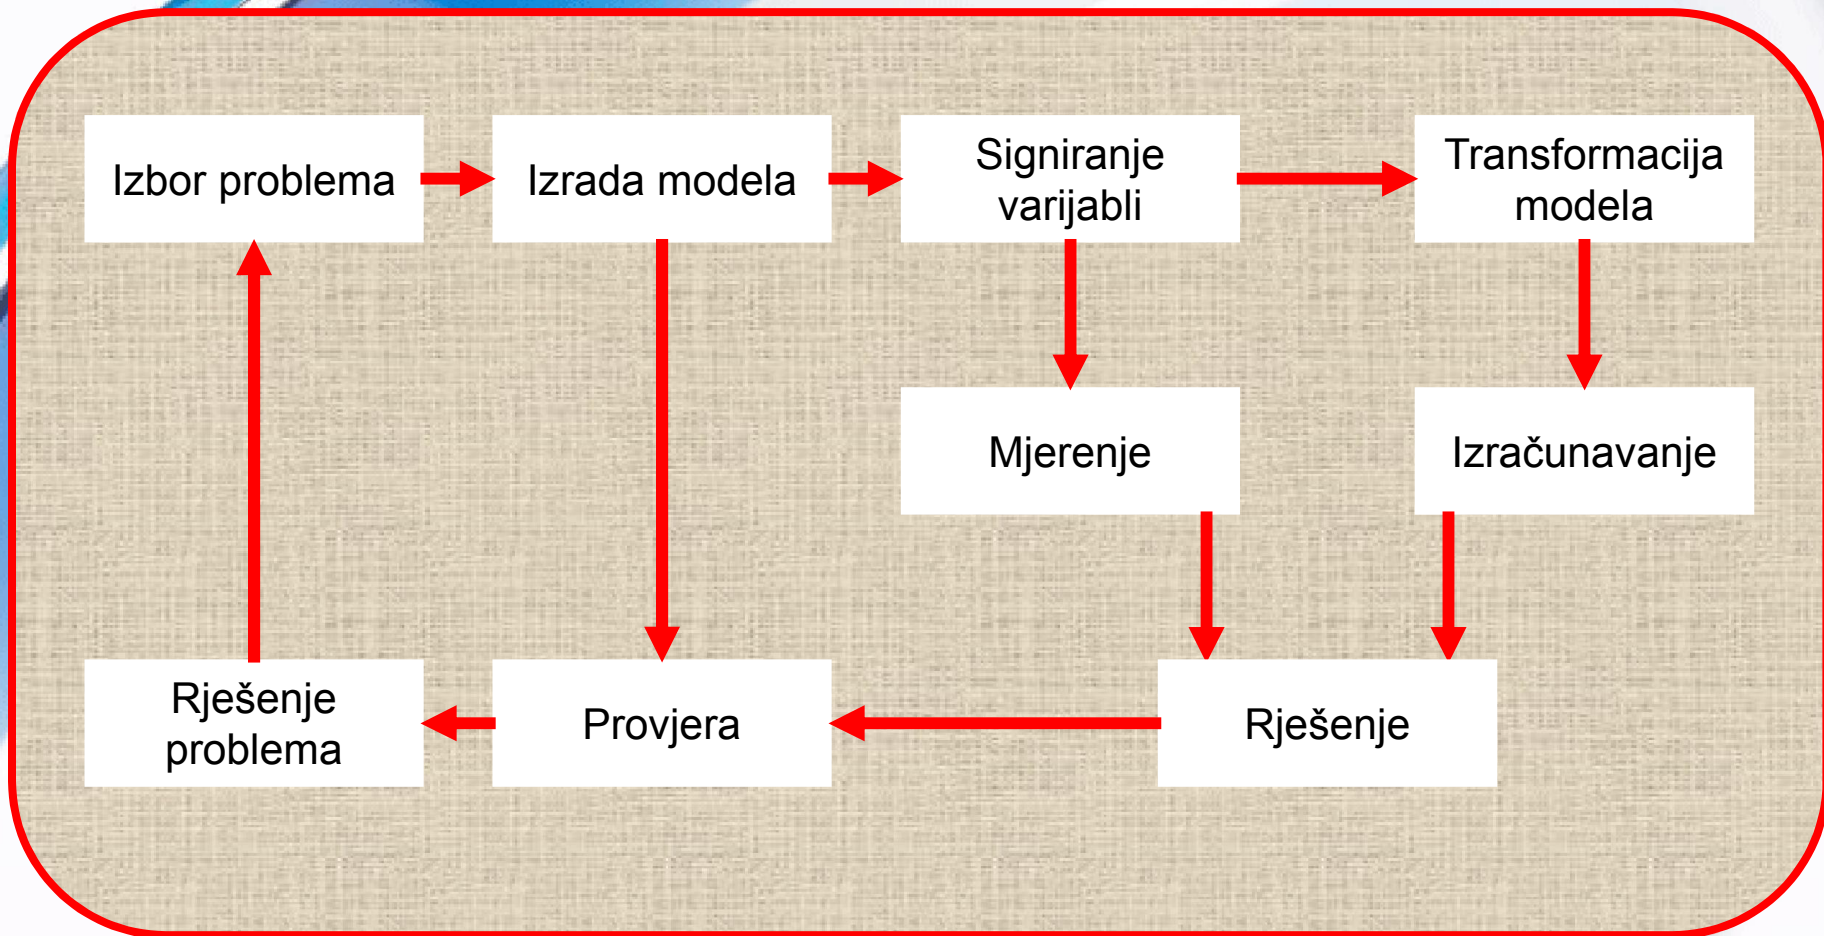 Izbor problema
Izrada modela
Signiranje
varijabli
Transformacija
modela
Mjerenje
Izračunavanje
Rješenje
problema
Provjera
Rješenje